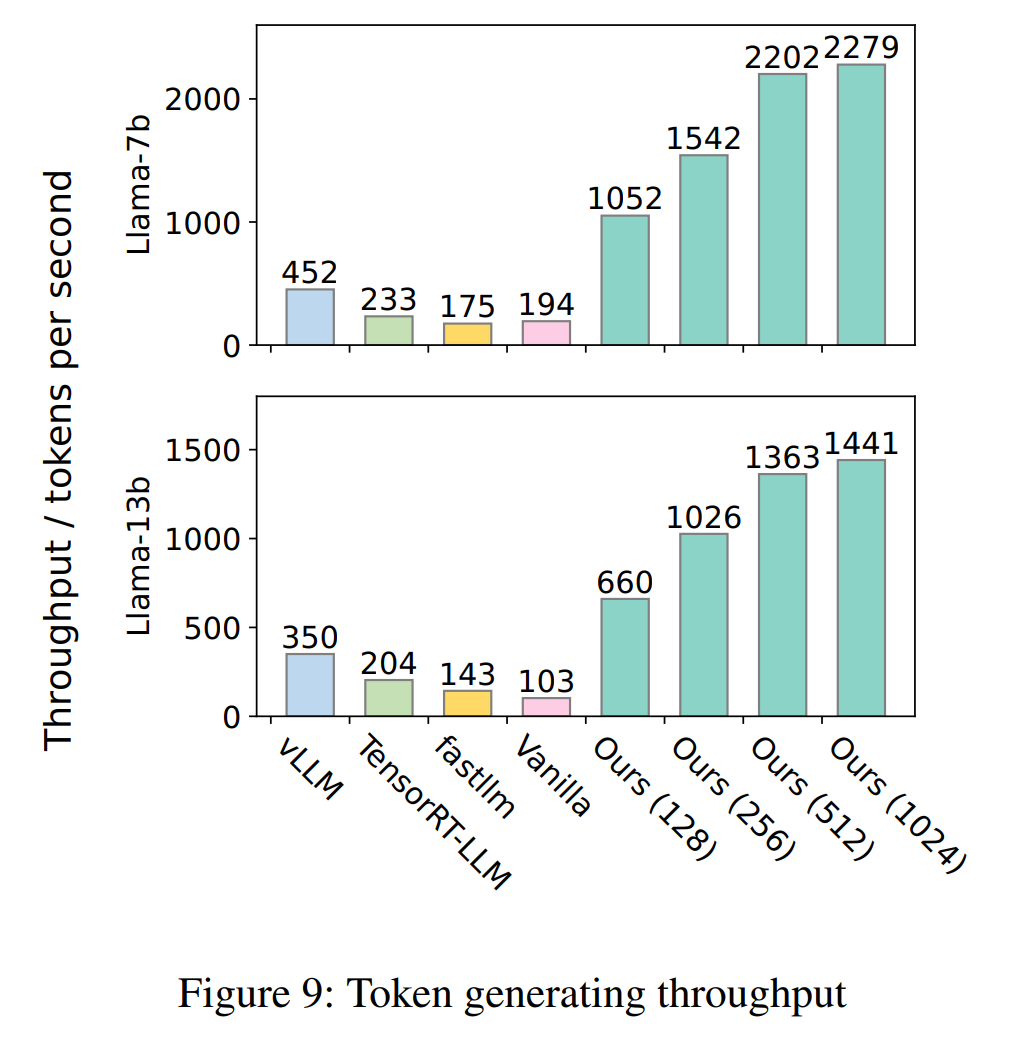 Throughput / tokens per second
Llama-7b
2000
1000
0
452
233
175
194
1052
1542
2202
2279
Llama-13b
1500
1000
500
0
350
204
143
103
660
1026
1363
1441
vLLM
TensorRT-LLM
fastllm
Vanilla
Ours (128)
Ours (256)
Ours (512)
Ours (1024)
Figure 9: Token generating throughput